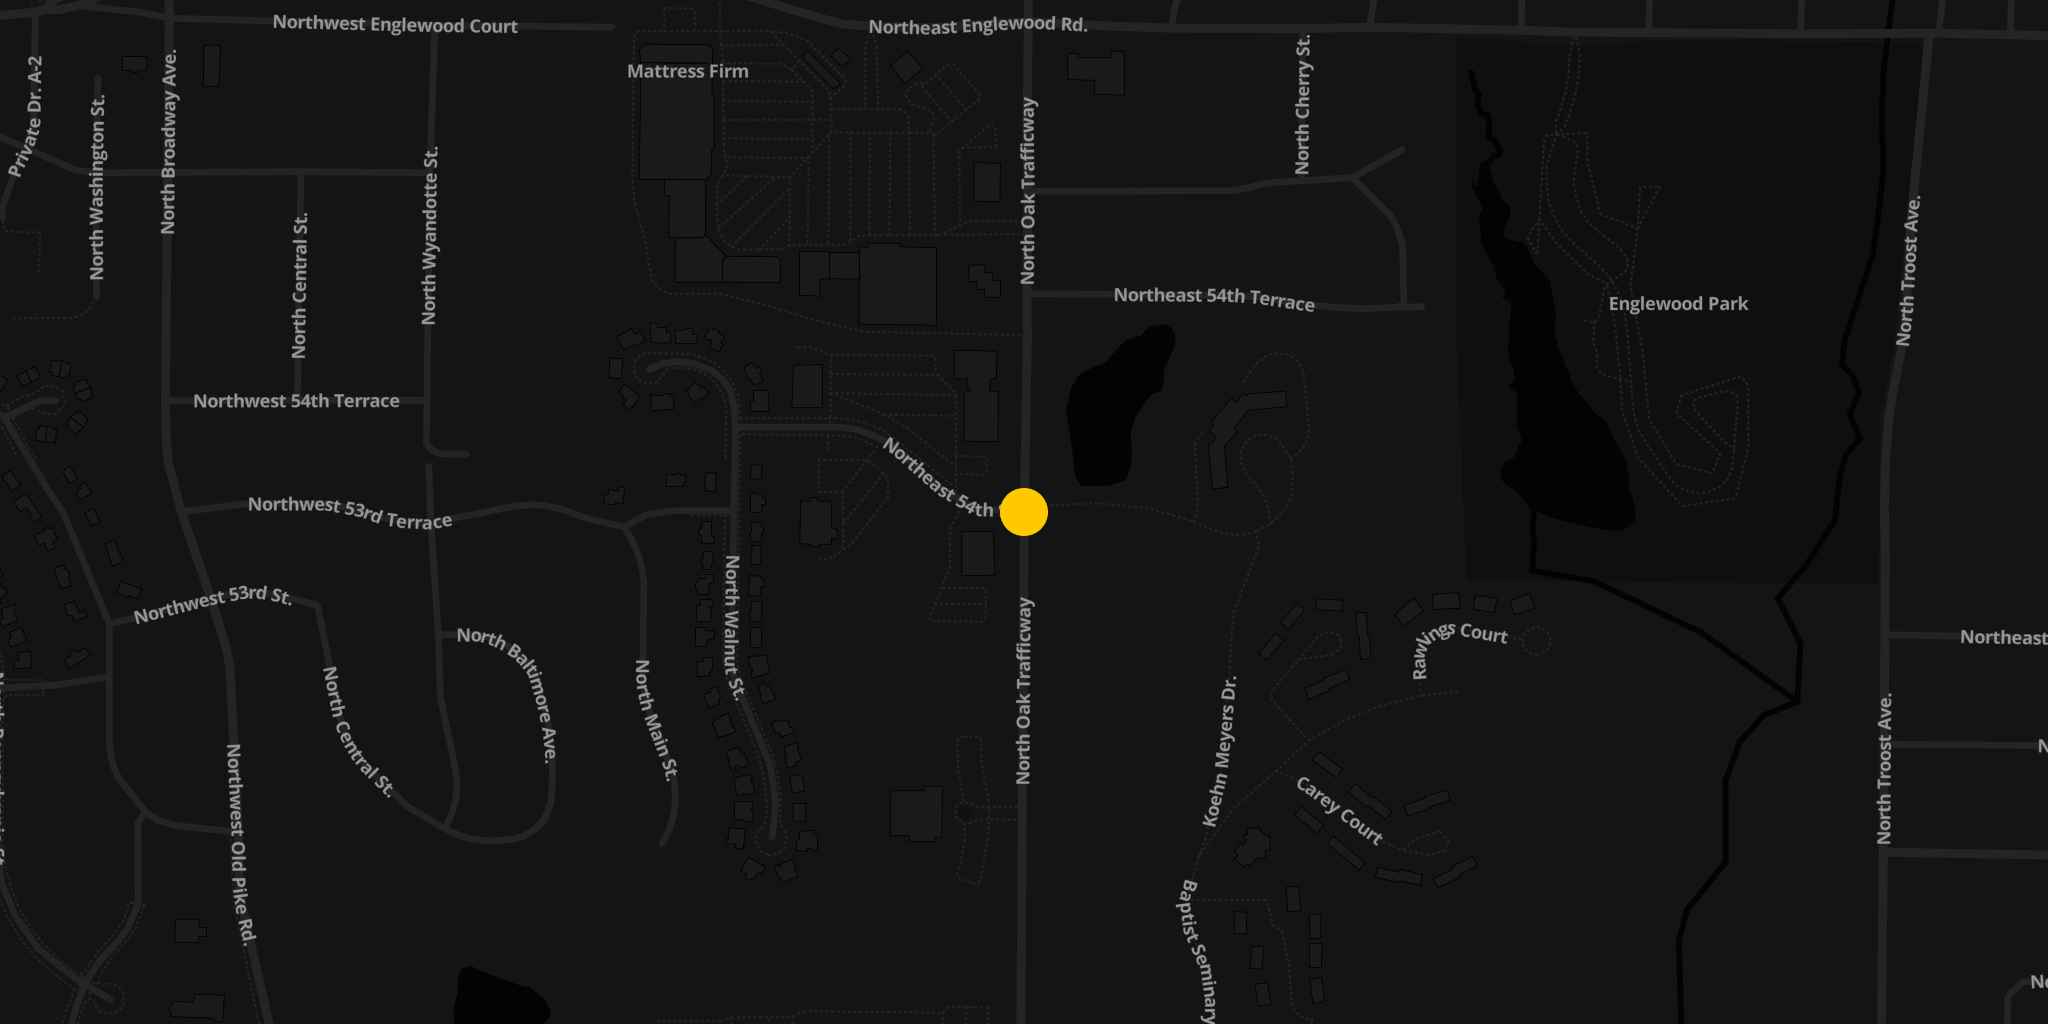 Northwest Englewood Court
Northeast Englewood Rd.
Mattress Firm
Private Dr. A-2
North Washington St.
North Broadway Ave.
North Wyandotte St.
North Central St.
North Oak Trafficway
North Cherry St.
Northeast 54th Terrace
Englewood Park
North Troost Ave.
Northwest 54th Terrace
Northeast 54th
Northwest 53rd Terrace
Northwest 53rd St.
North Baltimore Ave.
North Central St.
North Main St.
North Walnut St.
North Oak Trafficway
Koehn Meyers Dr.
Rawnings Court
Carey Court
Baptist Seminary
Northwest Old Pike Rd.
North Troost Ave.
Northeast
N
No